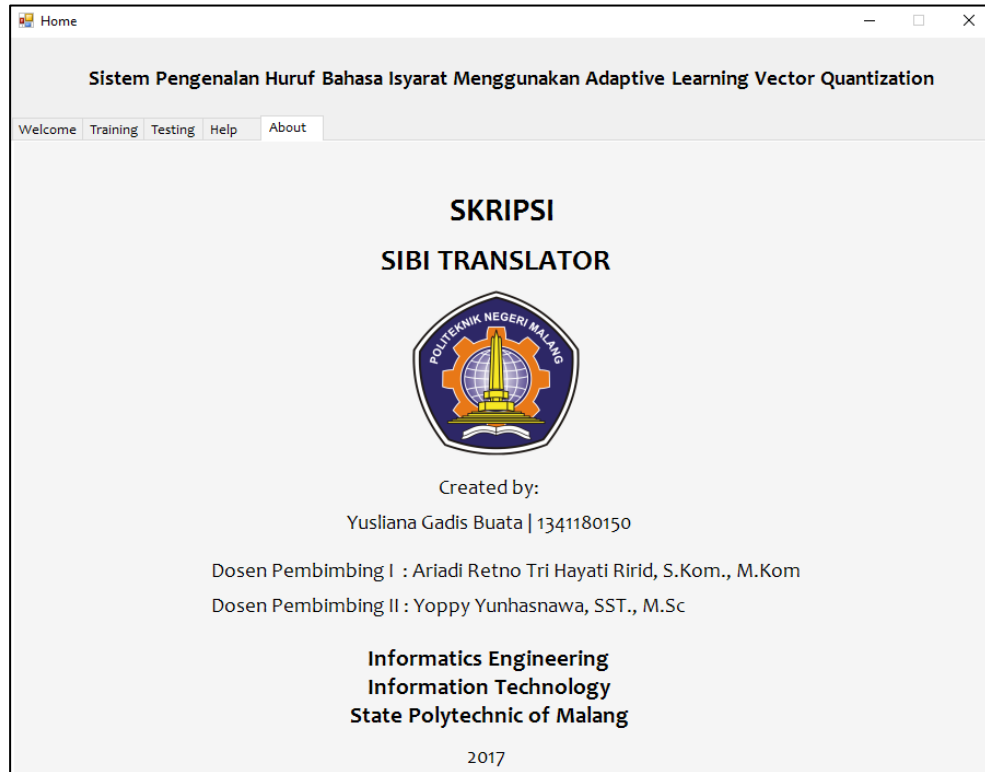 Home
Sistem Pengenalan Huruf Bahasa Isyarat Menggunakan Adaptive Learning Vector Quantization
Welcome Training Testing Help About
SKRIPSI
SIBI TRANSLATOR
POLITEKNIK NEGERI MALANG
Created by:
Yusliana Gadis Buata | 1341180150
Dosen Pembimbing I : Ariadi Retno Tri Hayati Ririd, S.Kom., M.Kom
Dosen Pembimbing II : Yoppy Yunhasnawa, SST., M.Sc
Informatics Engineering
Information Technology
State Polytechnic of Malang
2017